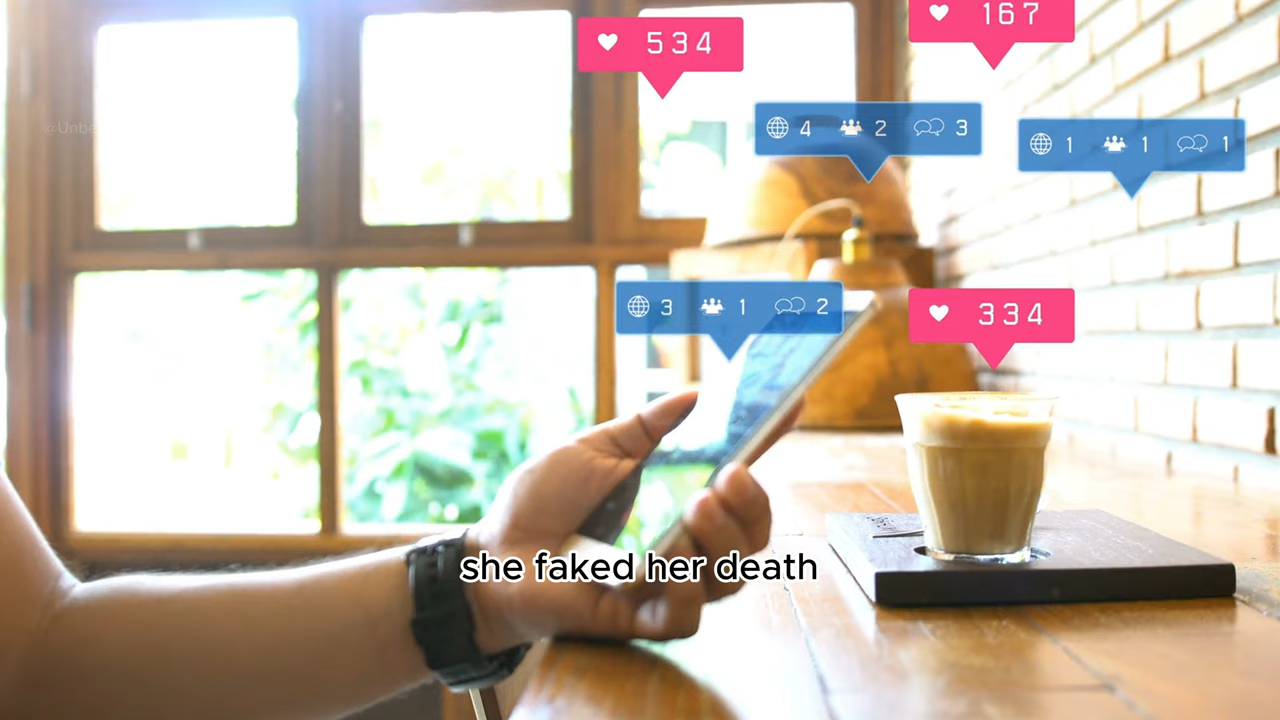 167
534
4 2 3
1 1 1
3 1 2
334
she faked her death